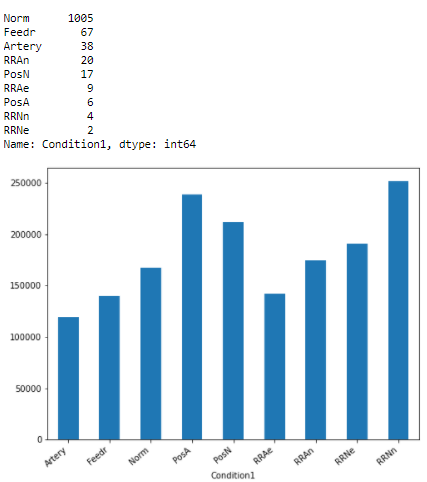 Norm 1005
Feedr 67
Artery 38
RRAn 20
PosN 17
RRAe 9
PosA 6
RRNn 4
RRNe 2
Name: Condition1, dtype: int64
250000
200000
150000
100000
50000
0
Artery Feedr Norm PosA PosN RRAe RRAn RRNe RRNn
Condition1